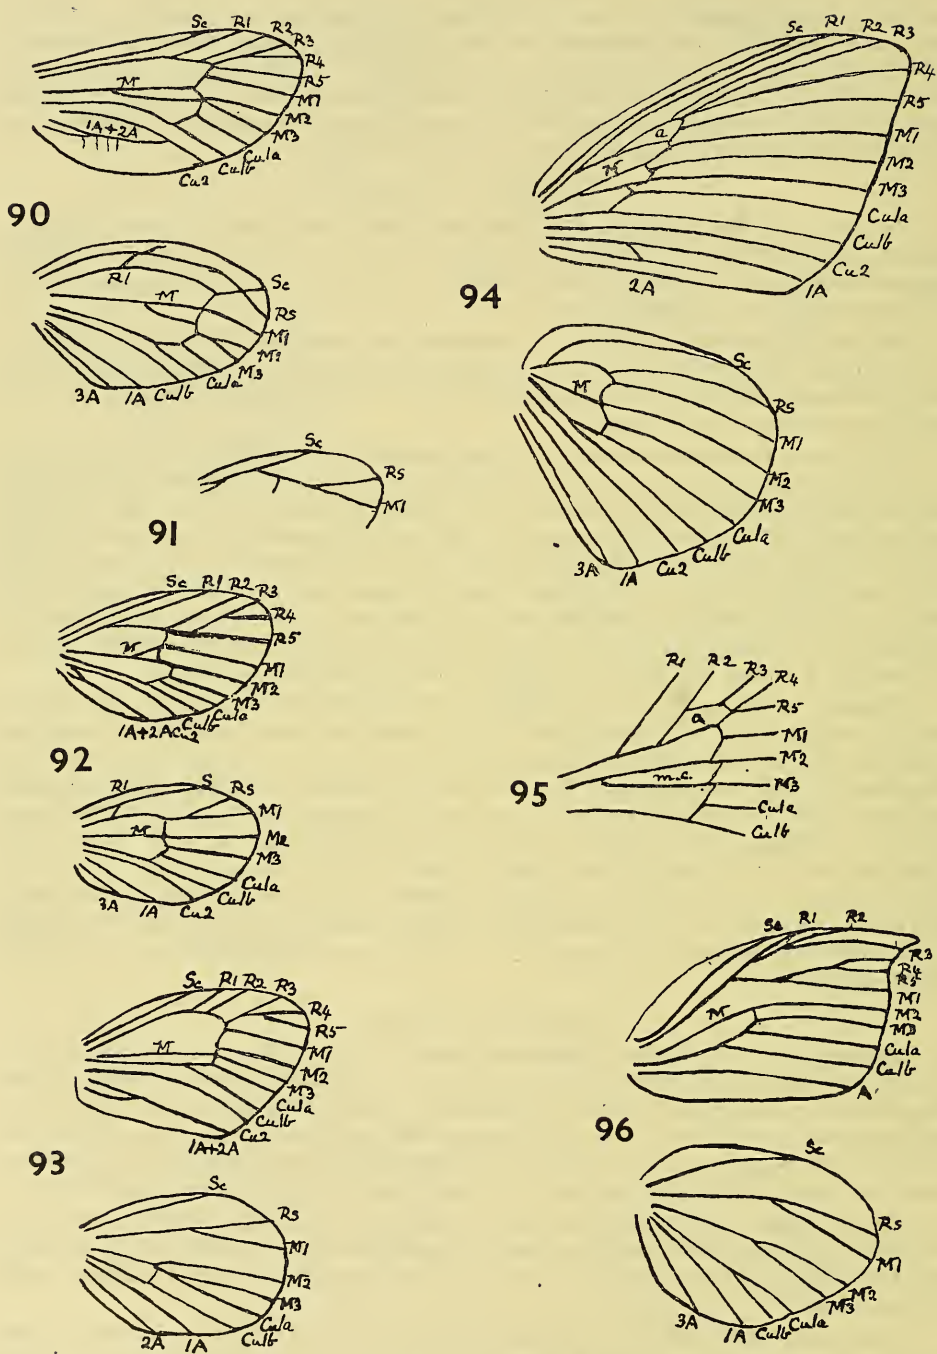 Sc R1 R2 R3
R4
R5
M
M1
M2
M3
1A+2A
Cu1a
Cu1b
Cu2
90
R1
M
Sc
Rs
M1
M2
M3
Cu1a
Cu1b
1A
3A
Sc
Rs
M1
91
Sc R1 R2 R3
R4
R5
M
M1
M2
M3
Cu1a
Cu1b
Cu2
1A+2A
92
R1
S
Rs
M1
M
M2
M3
Cu1a
Cu1b
Cu2
1A
3A
Sc R1 R2 R3
R4
R5
M
M1
M2
M3
Cu1a
Cu1b
Cu2
1A+2A
93
Sc
Rs
M1
M2
M3
Cu1a
Cu1b
1A
2A
Sc R1 R2 R3
R4
R5
a
M
M1
M2
M3
Cu1a
Cu1b
Cu2
1A
2A
94
Sc
M
Rs
M1
M2
M3
Cu1a
Cu1b
Cu2
1A
3A
R1 R2 R3 R4
R5
a
M1
M2
m.c.
M3
Cu1a
Cu1b
95
Sc R1 R2
R3
R4
R5
M
M1
M2
M3
Cu1a
Cu1b
A
96
Sc
Rs
M1
M2
M3
Cu1a
Cu1b
1A
3A